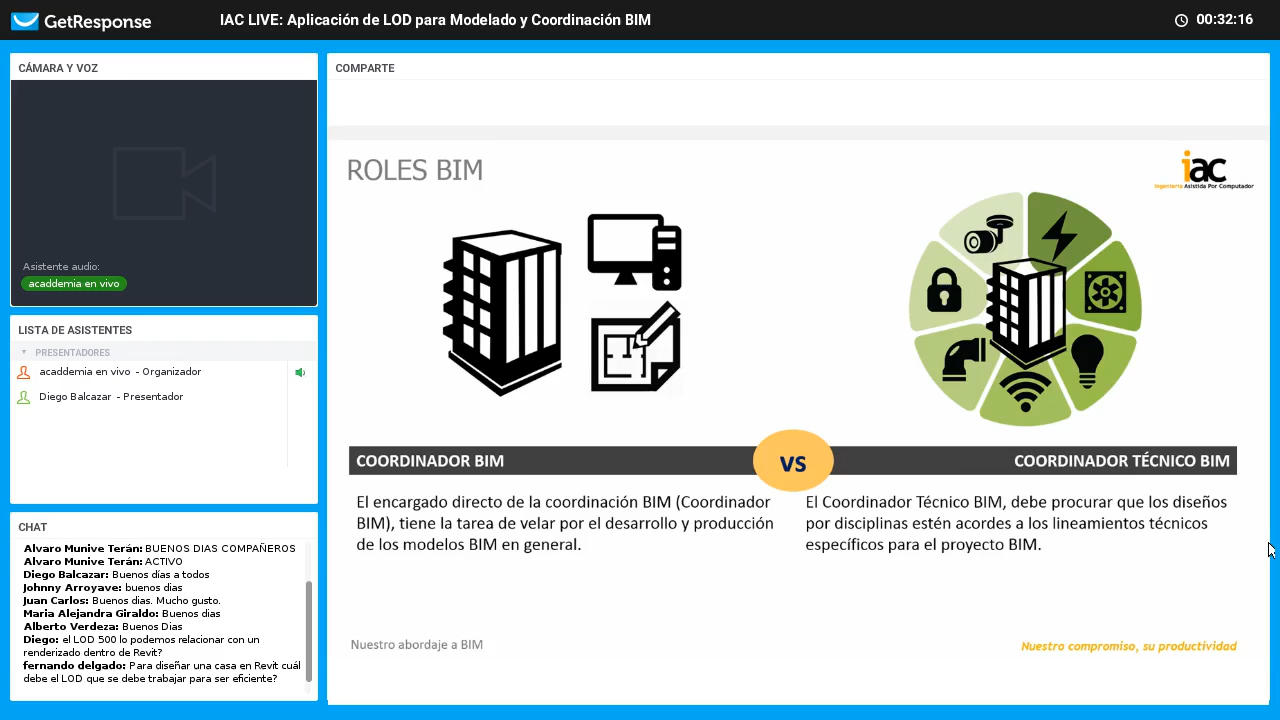 GetResponse
IAC LIVE: Aplicación de LOD para Modelado y Coordinación BIM
00:32:16
CÁMARA Y VOZ
Asistente audio:
acaddemia en vivo
LISTA DE ASISTENTES
PRESENTADORES
acaddemia en vivo - Organizador
Diego Balcazar - Presentador
CHAT
Alvaro Munive Terán: BUENOS DIAS COMPAÑEROS
Alvaro Munive Terán: ACTIVO
Diego Balcazar: Buenos días a todos
Johnny Arroyave: buenos dias
Juan Carlos: Buenos dias. Mucho gusto.
Maria Alejandra Giraldo: Buenos dias
Alberto Verdeza: Buenos Dias
Diego: el LOD 500 lo podemos relacionar con un
renderizado dentro de Revit?
fernando delgado: Para diseñar una casa en Revit cuál
debe el LOD que se debe trabajar para ser eficiente?
COMPARTE
ROLES BIM
iac
Ingeniería Asistida Por Computador
COORDINADOR BIM
VS
COORDINADOR TÉCNICO BIM
El encargado directo de la coordinación BIM (Coordinador
BIM), tiene la tarea de velar por el desarrollo y producción
de los modelos BIM en general.
El Coordinador Técnico BIM, debe procurar que los diseños
por disciplinas estén acordes a los lineamientos técnicos
específicos para el proyecto BIM.
Nuestro abordaje a BIM
Nuestro compromiso, su productividad